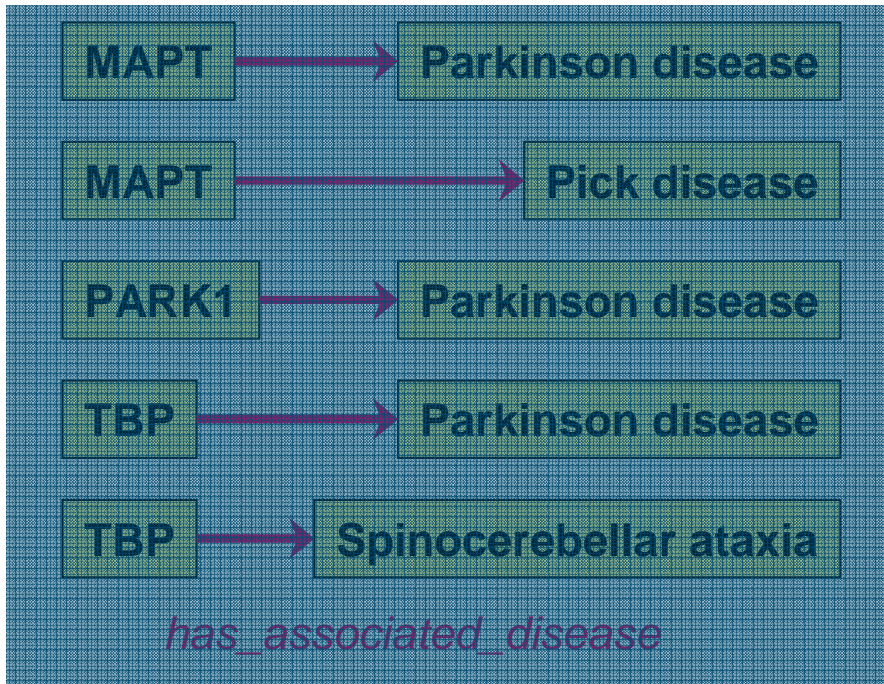 MAPT Parkinson disease
MAPT Pick disease
PARK1 Parkinson disease
TBP Parkinson disease
TBP Spinocerebellar ataxia
has_associated_disease